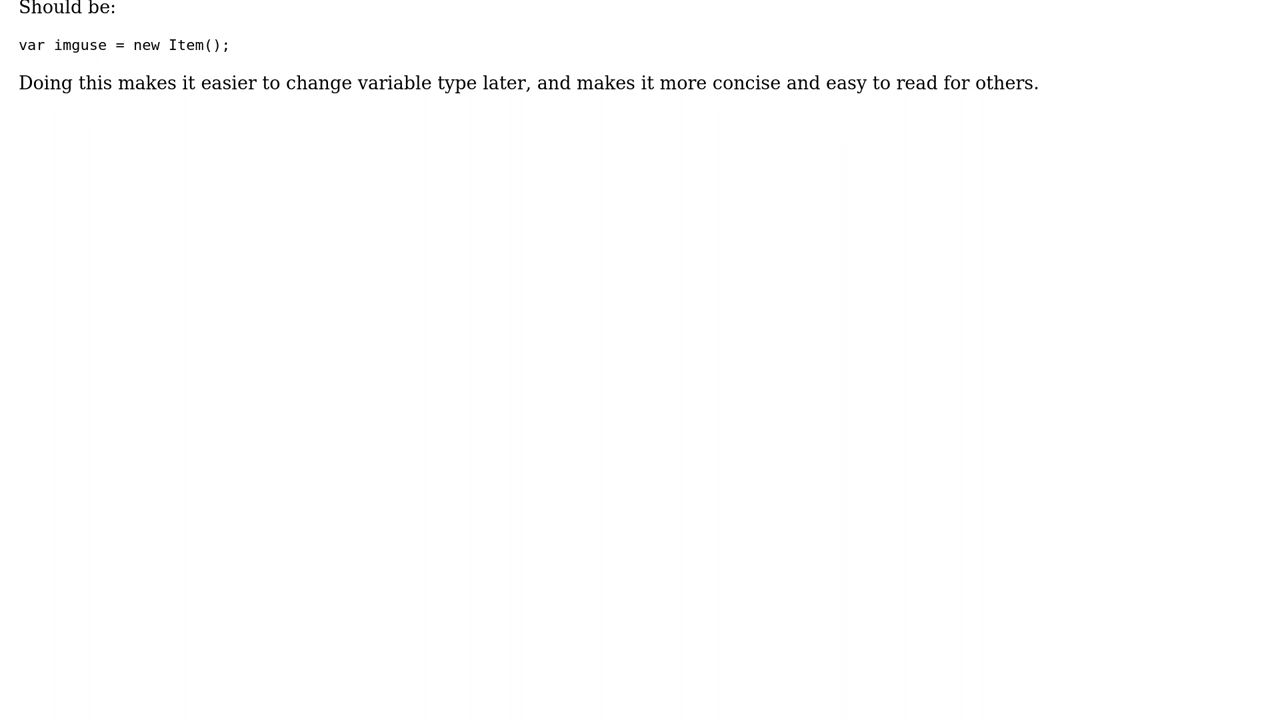 Should be:
var imguse = new Item();
Doing this makes it easier to change variable type later, and makes it more concise and easy to read for others.